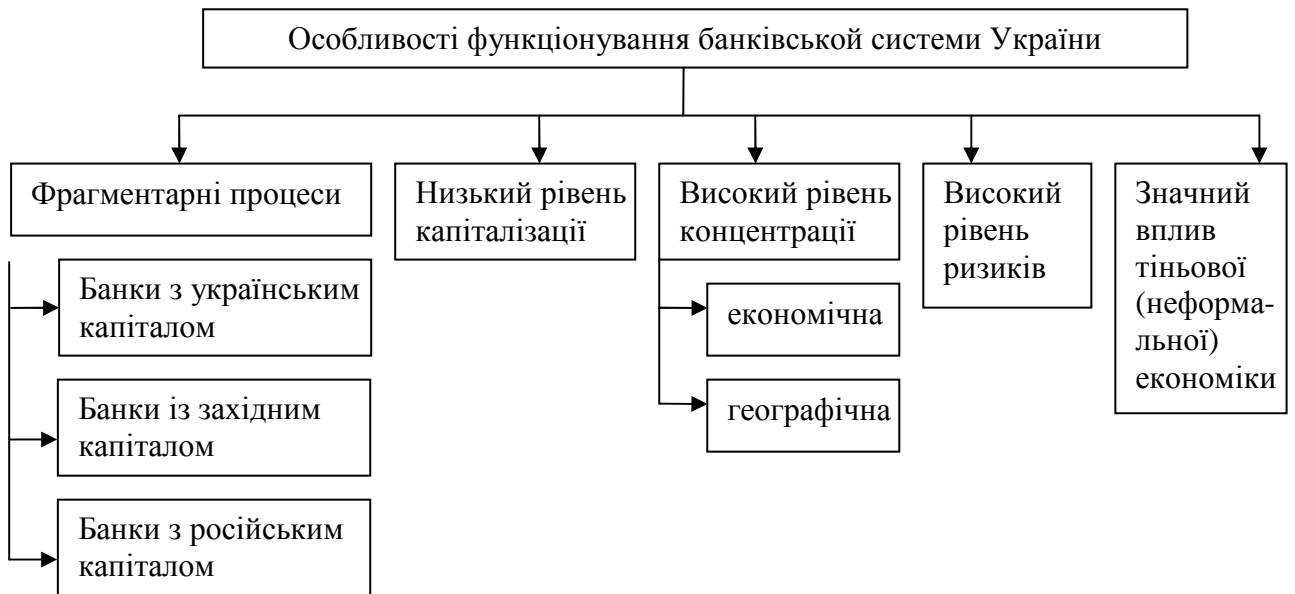 Особливості функціонування банківської системи України
Фрагментарні процеси
Банки з українським
капіталом
Банки із західним
капіталом
Банки з російським
капіталом
Низький рівень
капіталізації
Високий рівень
концентрації
економічна
географічна
Високий
рівень
ризиків
Значний
вплив
тіньової
(неформа-
льної)
економіки